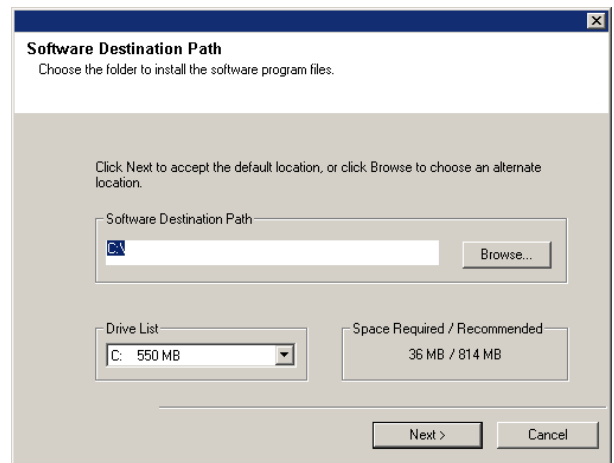 Software Destination Path
Choose the folder to install the software program files.
Click Next to accept the default location, or click Browse to choose an alternate
location.
Software Destination Path
C:\
Browse...
Drive List
C: 550 MB
Space Required / Recommended
36 MB / 814 MB
Next >
Cancel